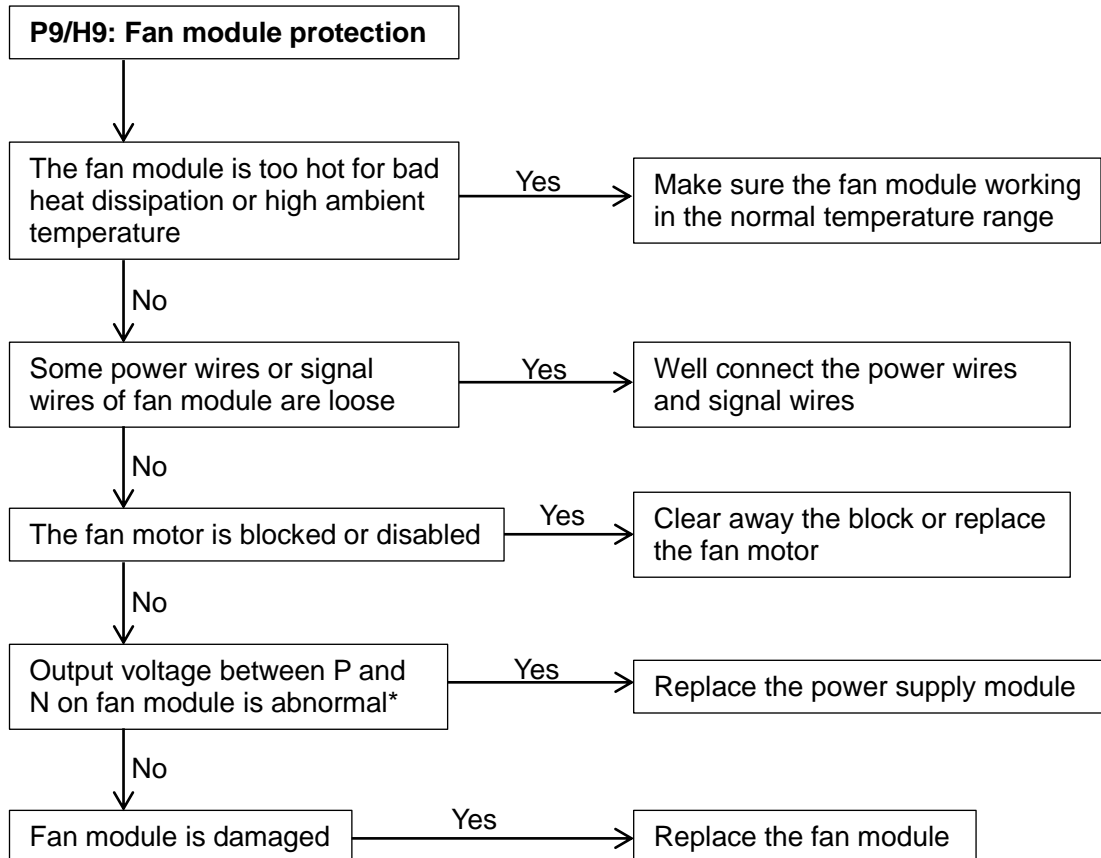 P9/H9: Fan module protection
The fan module is too hot for bad
heat dissipation or high ambient
temperature
Yes
Make sure the fan module working
in the normal temperature range
No
Some power wires or signal
wires of fan module are loose
Yes
Well connect the power wires
and signal wires
No
The fan motor is blocked or disabled
Yes
Clear away the block or replace
the fan motor
No
Output voltage between P and
N on fan module is abnormal*
Yes
Replace the power supply module
No
Fan module is damaged
Yes
Replace the fan module